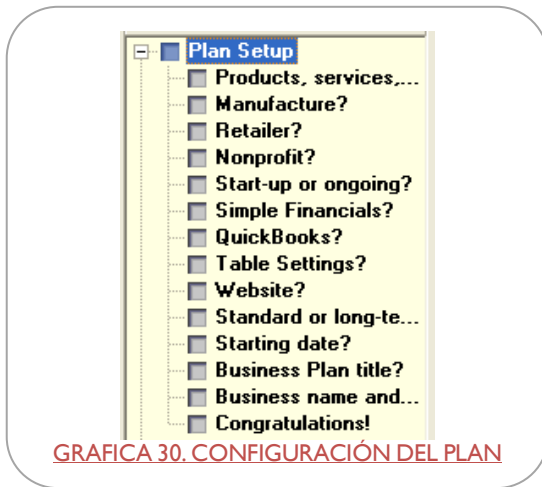 Plan Setup
Products, services,...
Manufacture?
Retailer?
Nonprofit?
Start-up or ongoing?
Simple Financials?
QuickBooks?
Table Settings?
Website?
Standard or long-te...
Starting date?
Business Plan title?
Business name and...
Congratulations!
GRAFICA 30. CONFIGURACIÓN DEL PLAN